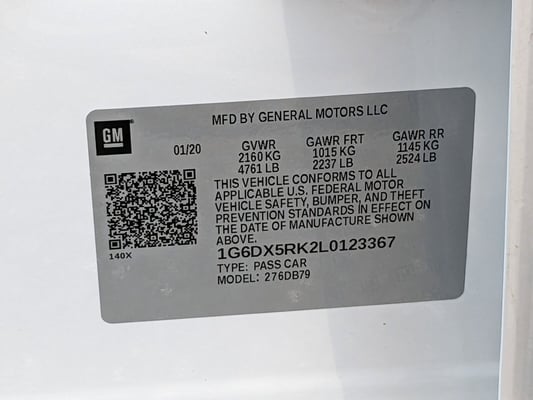 MFD BY GENERAL MOTORS LLC
GM
01/20
GVWR GAWR FRT GAWR RR
2160 KG 1015 KG 1145 KG
4761 LB 2237 LB 2524 LB
THIS VEHICLE CONFORMS TO ALL
APPLICABLE U.S. FEDERAL MOTOR
VEHICLE SAFETY, BUMPER, AND THEFT
PREVENTION STANDARDS IN EFFECT ON
THE DATE OF MANUFACTURE SHOWN
ABOVE.
140X
1G6DX5RK2L0123367
TYPE: PASS CAR
MODEL: 276DB79